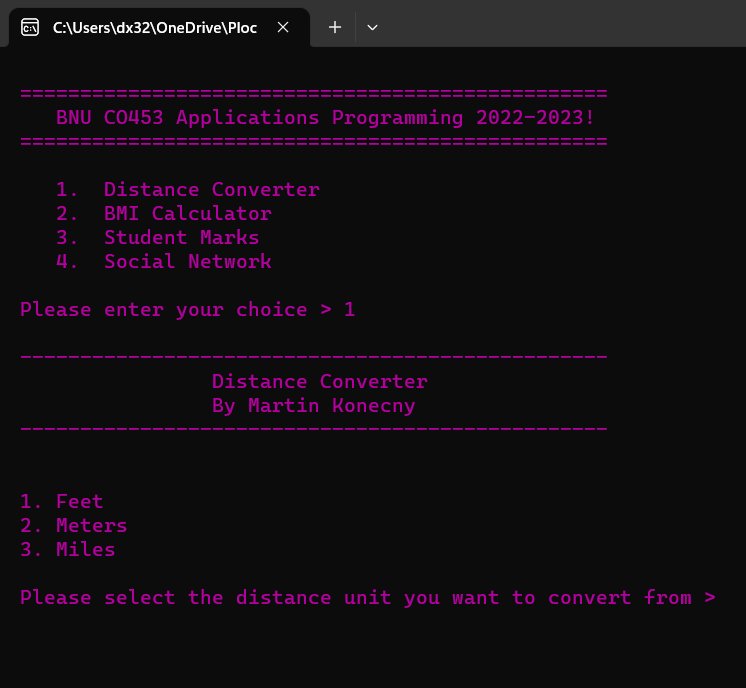 C:\Users\dx32\OneDrive\Ploc
=================================================
BNU CO453 Applications Programming 2022-2023!
=================================================
1. Distance Converter
2. BMI Calculator
3. Student Marks
4. Social Network
Please enter your choice > 1
-------------------------------------------------
Distance Converter
By Martin Konecny
-------------------------------------------------
1. Feet
2. Meters
3. Miles
Please select the distance unit you want to convert from >